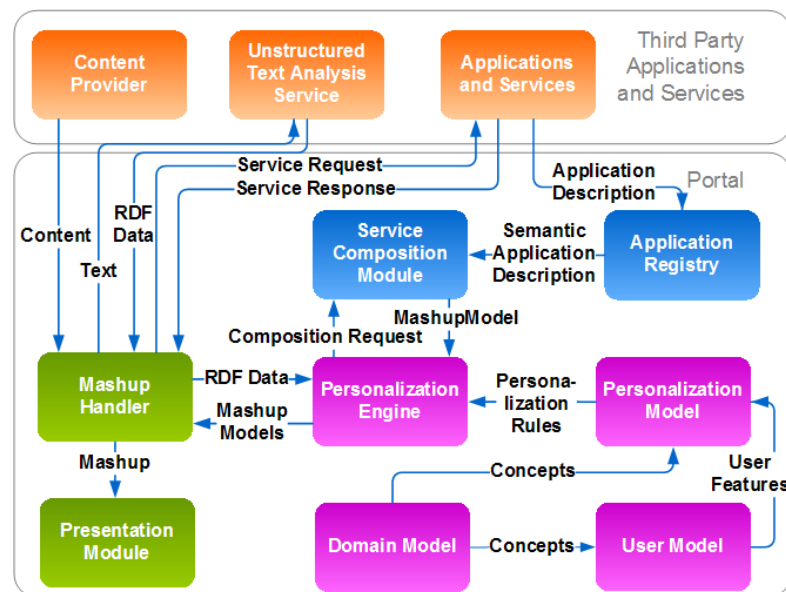 Third Party
Applications
and Services
Content
Provider
Unstructured
Text Analysis
Service
Applications
and Services
Service Request
Service Response
Application
Description
Portal
Content
Text
RDF
Data
Service
Composition
Module
Semantic
Application
Description
Application
Registry
Composition Request
MashupModel
Mashup
Handler
RDF Data
Mashup
Models
Personalization
Engine
Persona-
lization
Rules
Personalization
Model
Mashup
Concepts
User
Features
Presentation
Module
Domain Model
Concepts
User Model